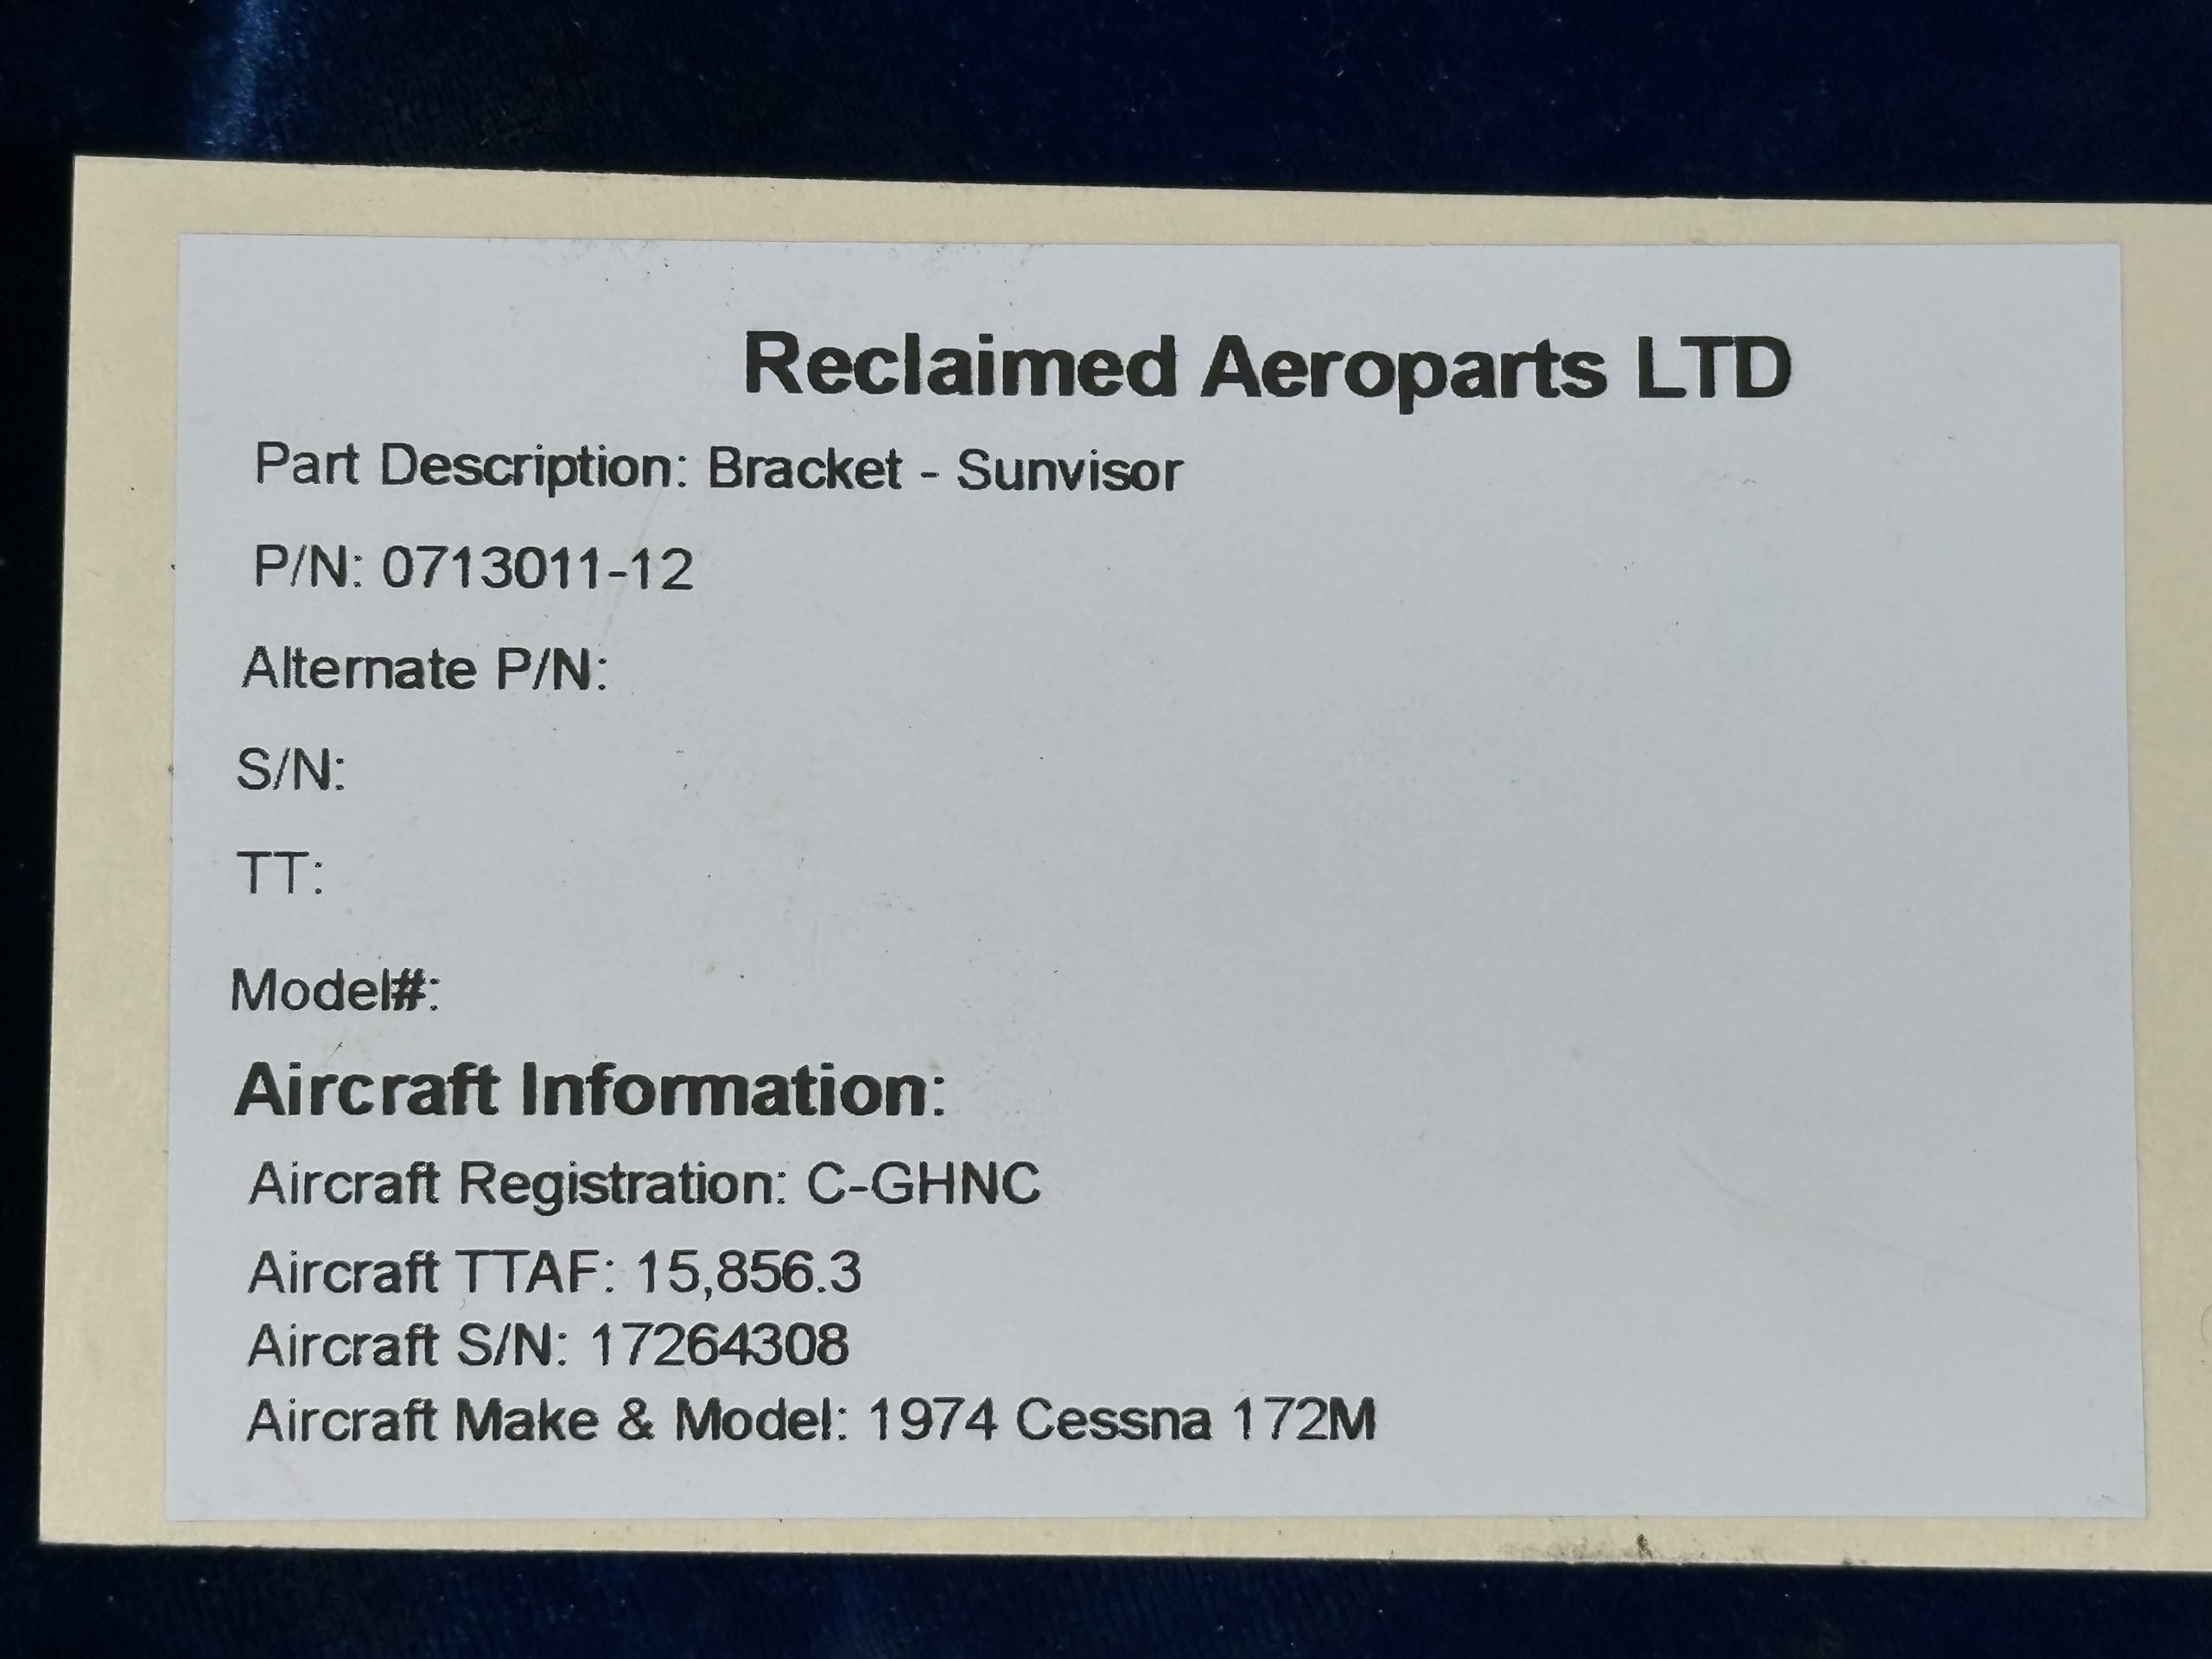 Reclaimed Aeroparts LTD
Part Description: Bracket - Sunvisor
P/N: 0713011-12
Alternate P/N:
S/N:
TT:
Model#:
Aircraft Information:
Aircraft Registration: C-GHNC
Aircraft TTAF: 15,856.3
Aircraft S/N: 17264308
Aircraft Make & Model: 1974 Cessna 172M